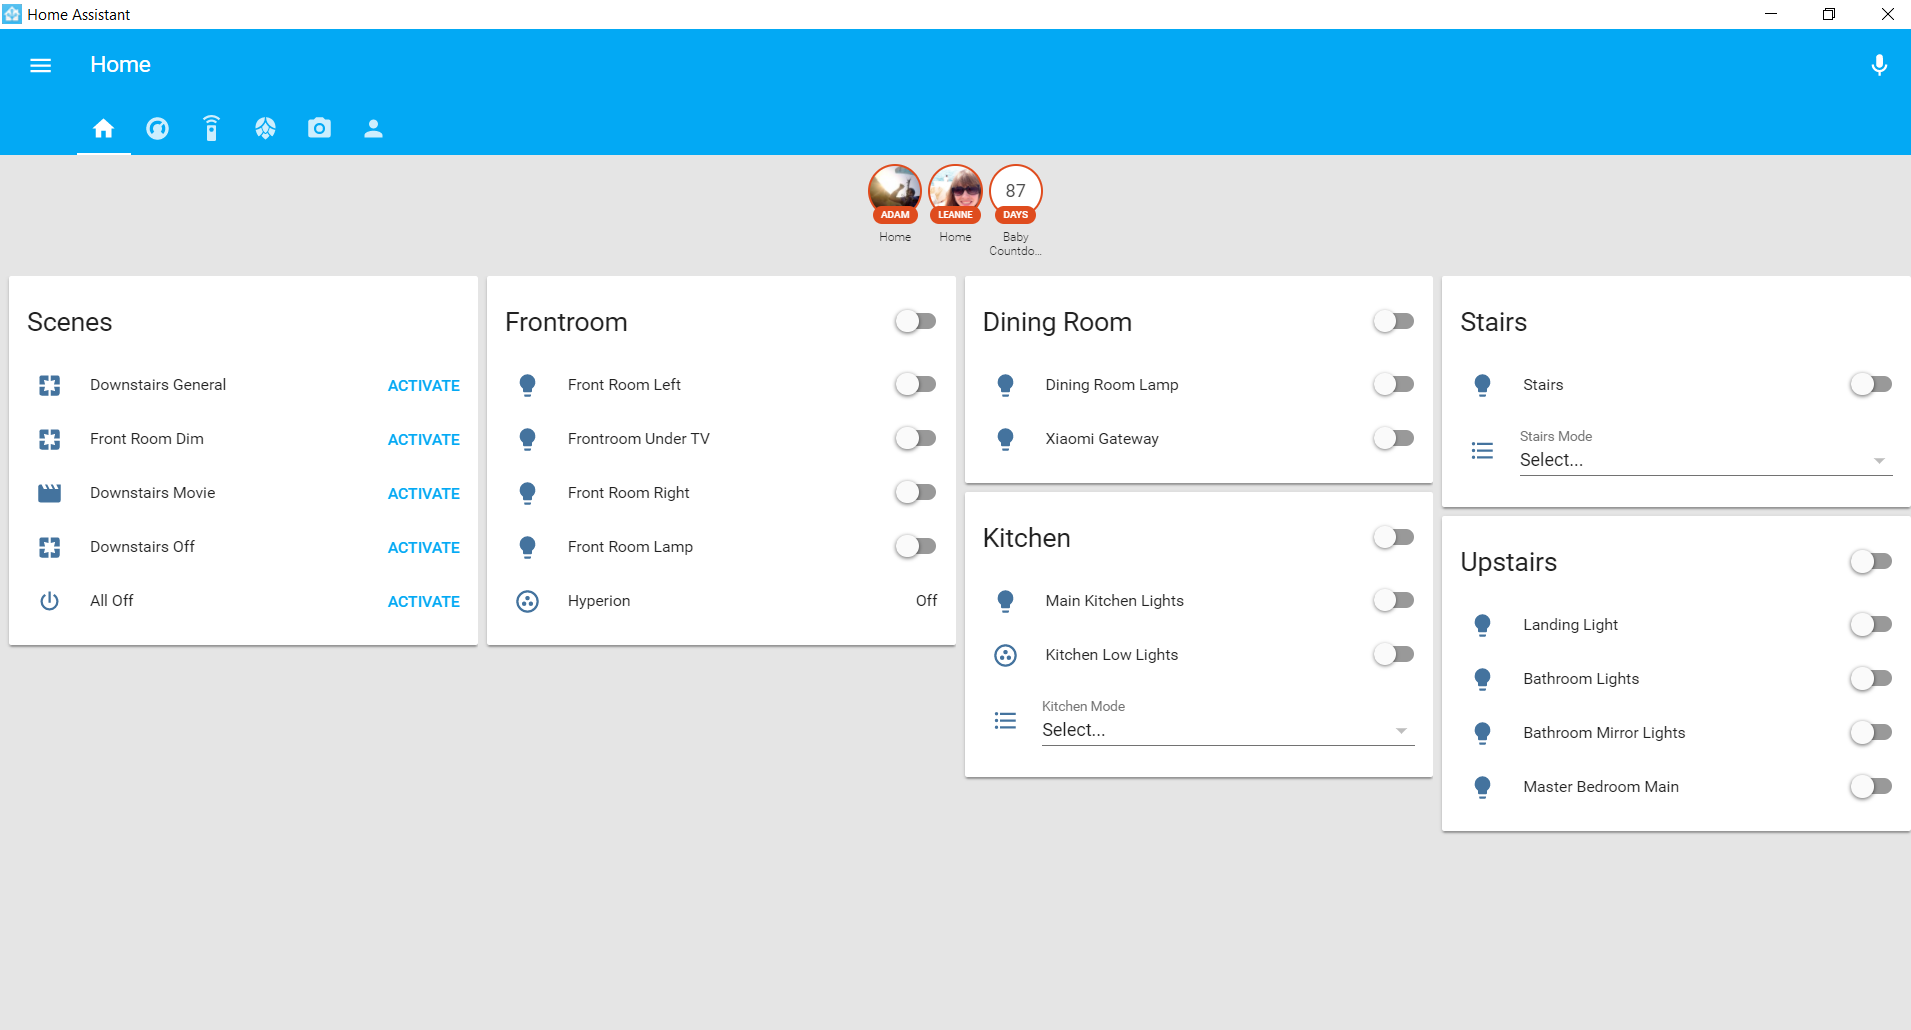 Home Assistant
Home
ADAM
Home
LEANNE
Home
87
DAYS
Baby
Countdo...
Scenes
Downstairs General ACTIVATE
Front Room Dim ACTIVATE
Downstairs Movie ACTIVATE
Downstairs Off ACTIVATE
All Off ACTIVATE
Frontroom
Front Room Left
Frontroom Under TV
Front Room Right
Front Room Lamp
Hyperion Off
Dining Room
Dining Room Lamp
Xiaomi Gateway
Kitchen
Main Kitchen Lights
Kitchen Low Lights
Kitchen Mode
Select...
Stairs
Stairs
Stairs Mode
Select...
Upstairs
Landing Light
Bathroom Lights
Bathroom Mirror Lights
Master Bedroom Main